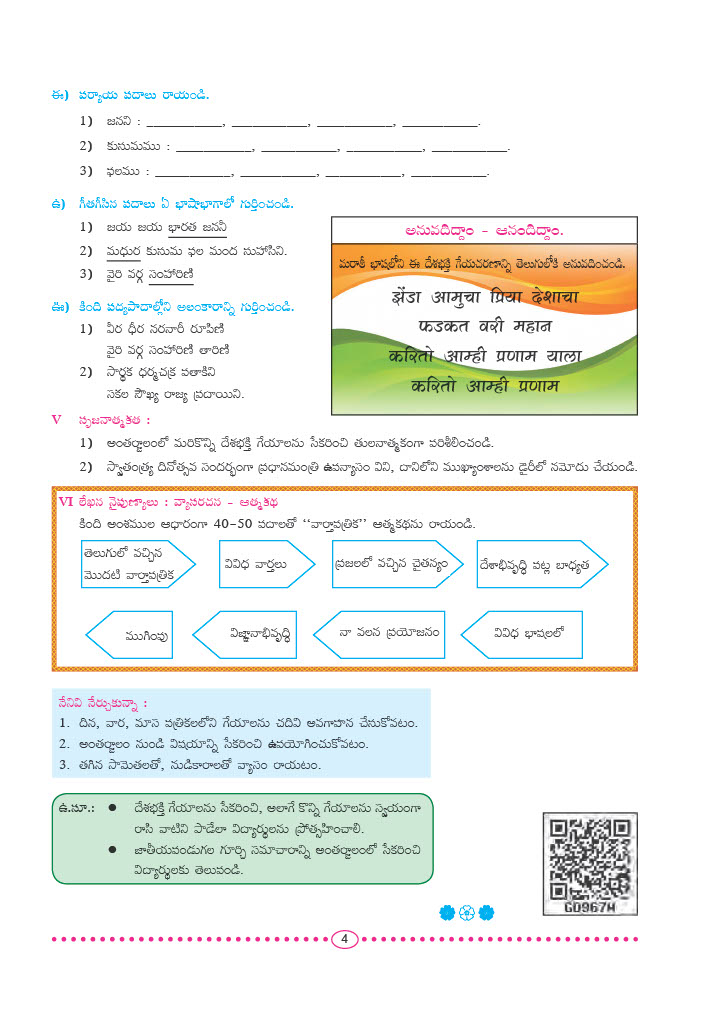 ఈ) పర్యాయ పదాలు రాయండి.
1) జనని : ___________, ___________, ___________, ___________.
2) కుసుమము : ___________, ___________, ___________, ___________.
3) ఫలము : ___________, ___________, ___________, ___________.
ఉ) గీతగీసిన పదాలు ఏ భాషాభాగాలో గుర్తించండి.
1) జయ జయ భారత జననీ
2) మధుర కుసుమ ఫల మంద సుహాసిని.
3) వైరి వర్గ సంహారిణి
అనువదిద్దాం - ఆనందిద్దాం.
మరాఠీ భాషలోని ఈ దేశభక్తి గేయచరణాన్ని తెలుగులోకి అనువదించండి.
झेंडा आमुचा प्रिया देशाचा
फडकत वरी महान
करितो आम्ही प्रणाम याला
करितो आम्ही प्रणाम
ఊ) కింది పద్యపాదాల్లోని అలంకారాన్ని గుర్తించండి.
1) వీర ధీర నరనారీ రూపిణి
వైరి వర్గ సంహారిణి తారిణి
2) సార్థక ధర్మచక్ర పతాకిని
సకల సౌఖ్య రాజ్య ప్రదాయిని.
V సృజనాత్మకత :
1) అంతర్జాలంలో మరికొన్ని దేశభక్తి గేయాలను సేకరించి తులనాత్మకంగా పరిశీలించండి.
2) స్వాతంత్ర్య దినోత్సవ సందర్భంగా ప్రధానమంత్రి ఉపన్యాసం విని, దానిలోని ముఖ్యాంశాలను డైరీలో నమోదు చేయండి.
VI లేఖన నైపుణ్యాలు : వ్యాసరచన - ఆత్మకథ
కింది అంశముల ఆధారంగా 40-50 పదాలతో ‘‘వార్తాపత్రిక’’ ఆత్మకథను రాయండి.
తెలుగులో వచ్చిన
మొదటి వార్తాపత్రిక
వివిధ వార్తలు
ప్రజలలో వచ్చిన చైతన్యం
దేశాభివృద్ధి పట్ల బాధ్యత
ముగింపు
విజ్ఞానాభివృద్ధి
నా వలన ప్రయోజనం
వివిధ భాషలలో
నేనివి నేర్చుకున్నా :
1. దిన, వార, మాస పత్రికలలోని గేయాలను చదివి అవగాహన చేసుకోవటం.
2. అంతర్జాలం నుండి విషయాన్ని సేకరించి ఉపయోగించుకోవటం.
3. తగిన సామెతలతో, నుడికారాలతో వ్యాసం రాయటం.
ఉ.సూ.: ● దేశభక్తి గేయాలను సేకరించి, అలాగే కొన్ని గేయాలను స్వయంగా
రాసి వాటిని పాడేలా విద్యార్థులను ప్రోత్సహించాలి.
● జాతీయపండుగల గూర్చి సమాచారాన్ని అంతర్జాలంలో సేకరించి
విద్యార్థులకు తెలుపండి.
GD967W
4